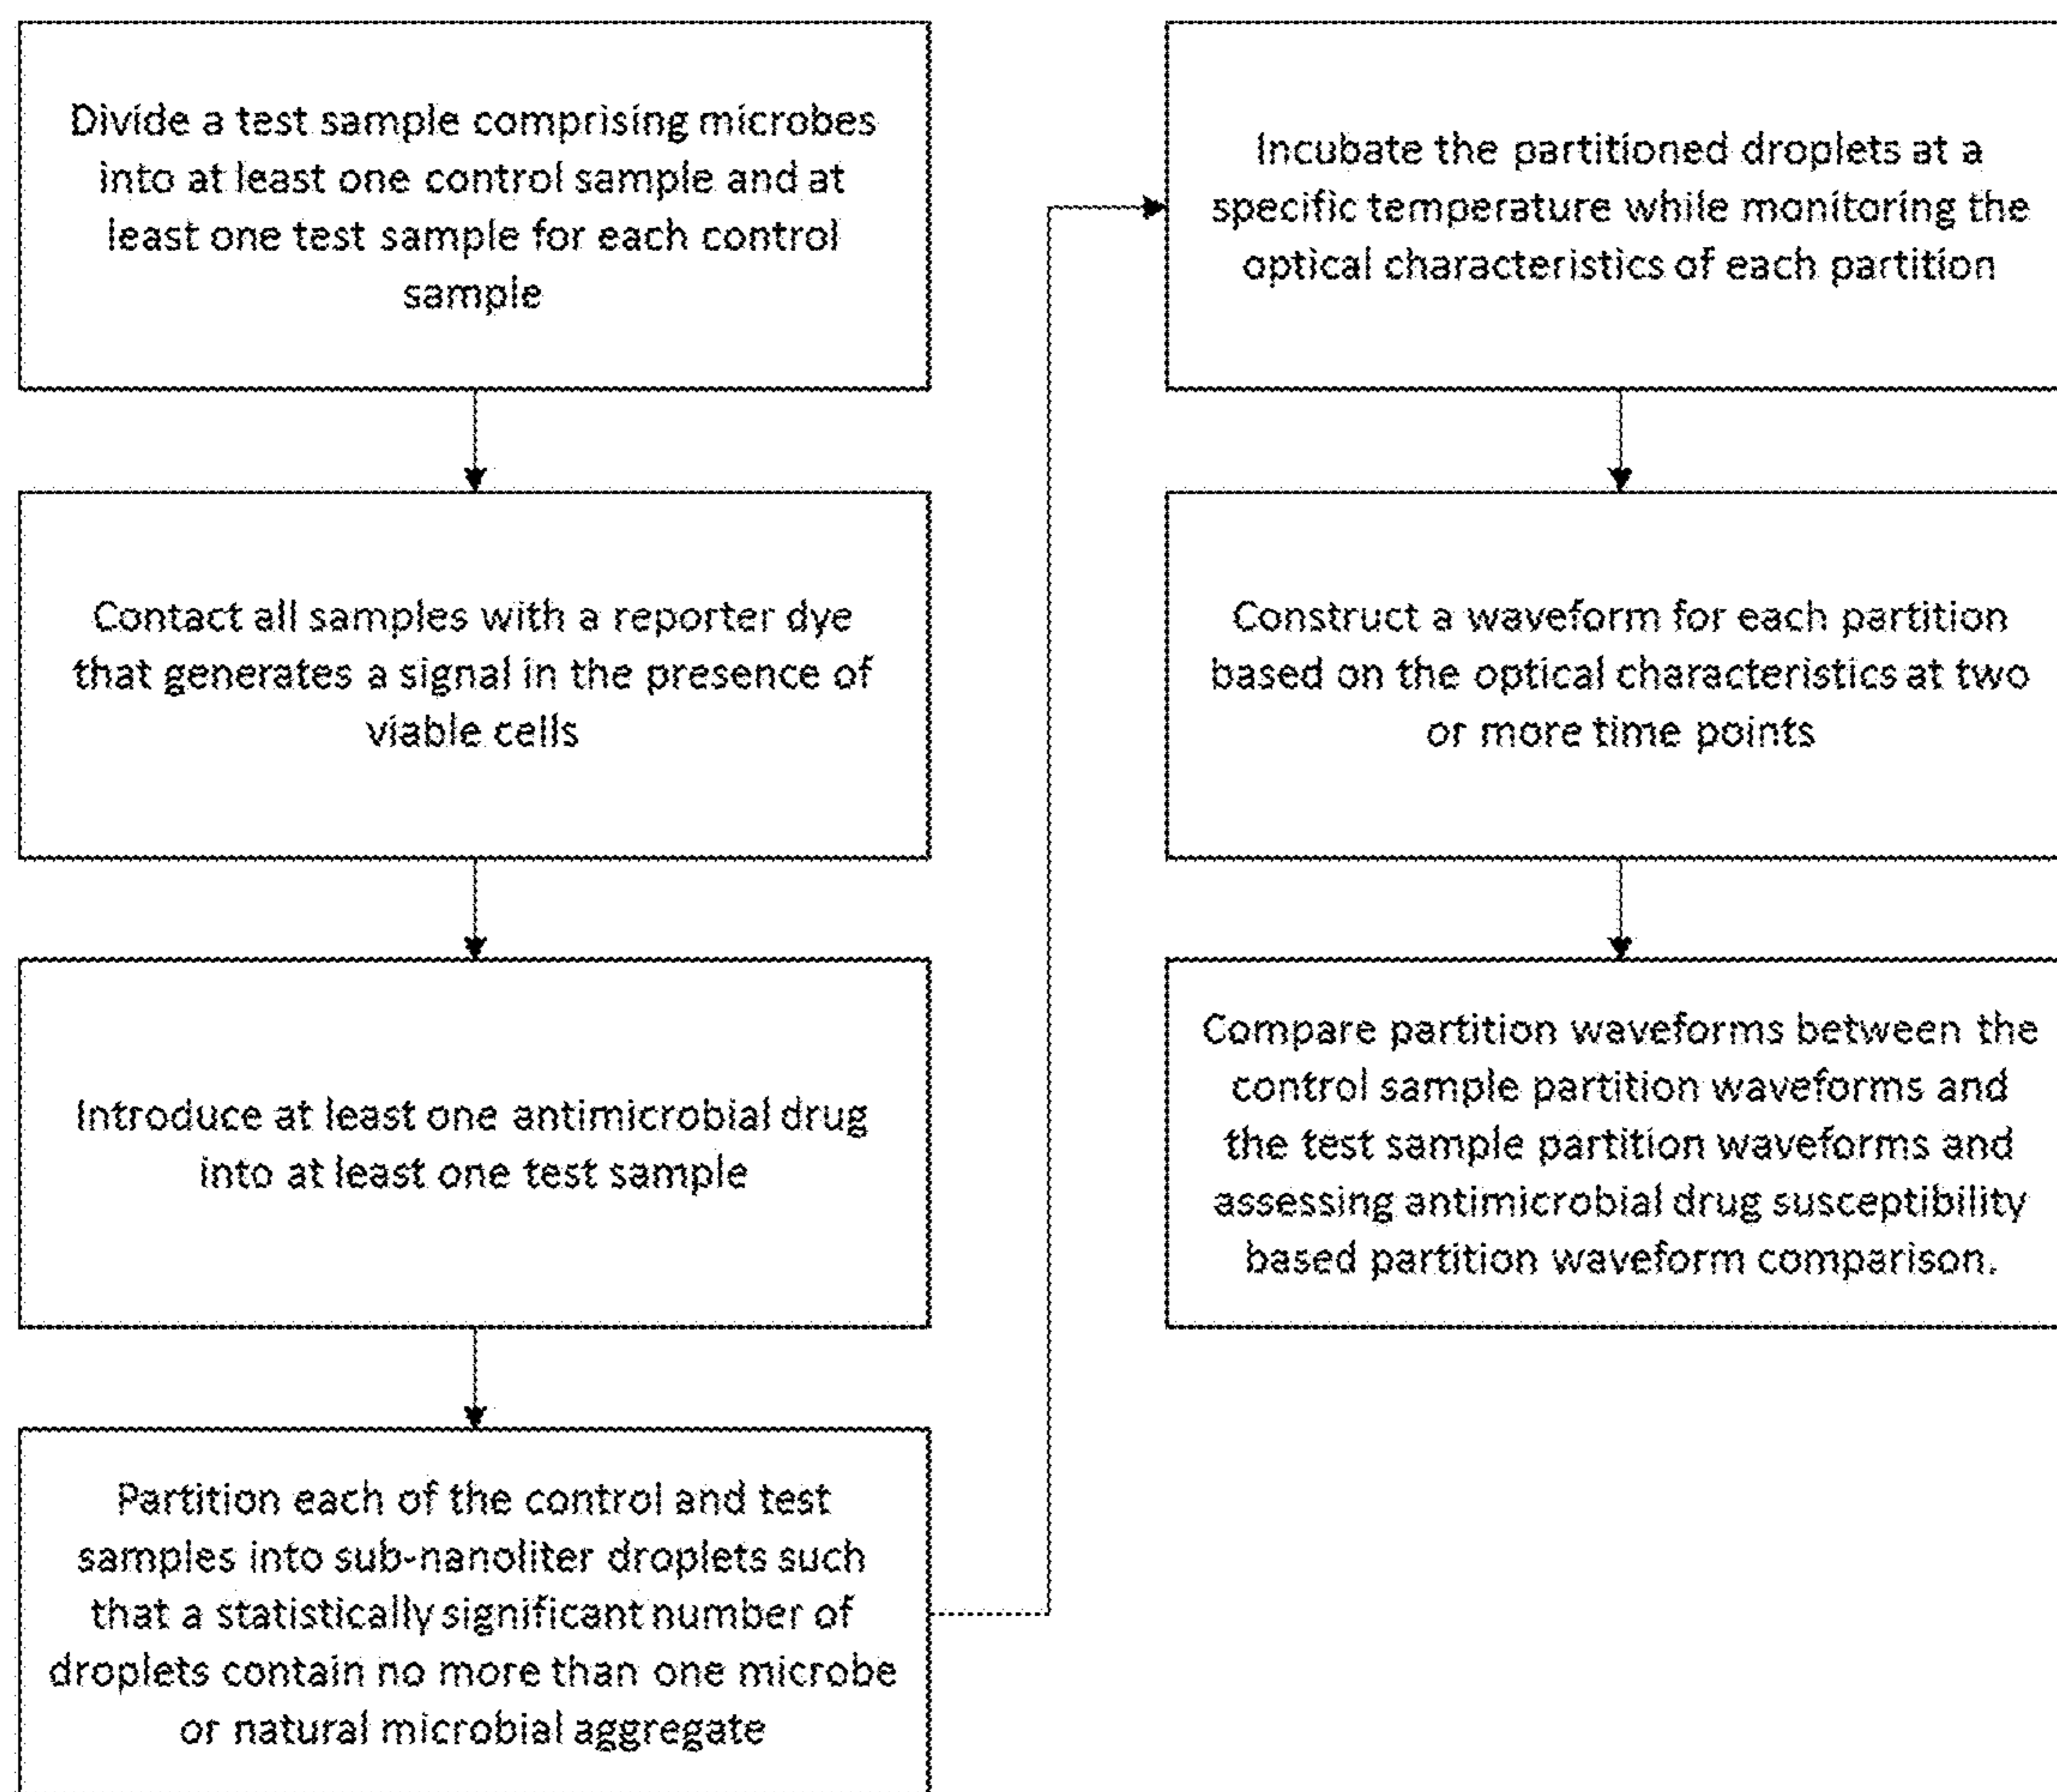 Divide a test sample comprising microbes
into at least one control sample and at
least one test sample for each control
sample
Contact all samples with a reporter dye
that generates a signal in the presence of
viable cells
Introduce at least one antimicrobial drug
into at least one test sample
Partition each of the control and test
samples into sub-nanoliter droplets such
that a statistically significant number of
droplets contain no more than one microbe
or natural microbial aggregate
Incubate the partitioned droplets at a
specific temperature while monitoring the
optical characteristics of each partition
Construct a waveform for each partition
based on the optical characteristics at two
or more time points
Compare partition waveforms between the
control sample partition waveforms and
the test sample partition waveforms and
assessing antimicrobial drug susceptibility
based partition waveform comparison.